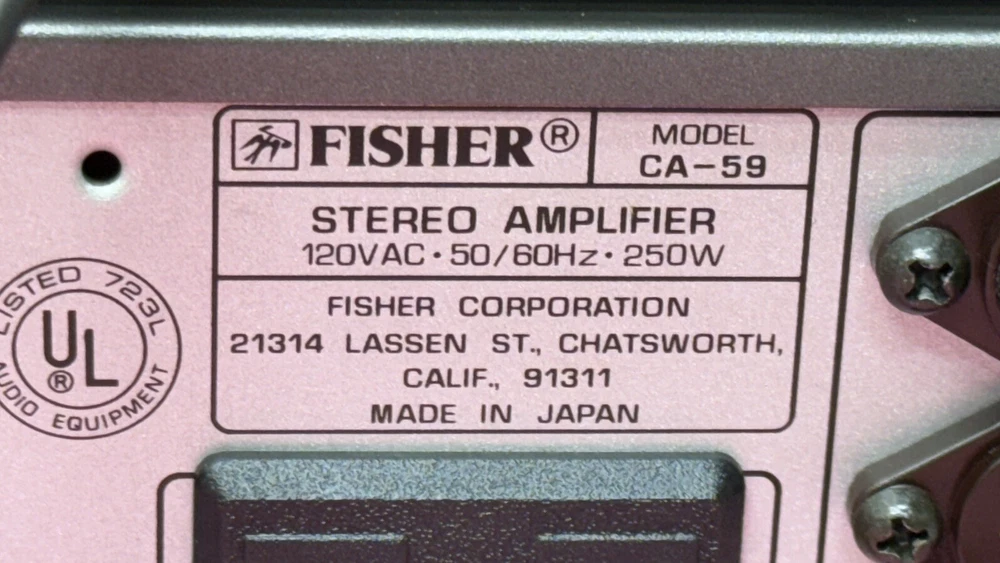 FISHER®
MODEL
CA-59
STEREO AMPLIFIER
120VAC·50/60Hz·250W
FISHER CORPORATION
21314 LASSEN ST., CHATSWORTH,
CALIF., 91311
MADE IN JAPAN
LISTED 723L
UL®
AUDIO EQUIPMENT